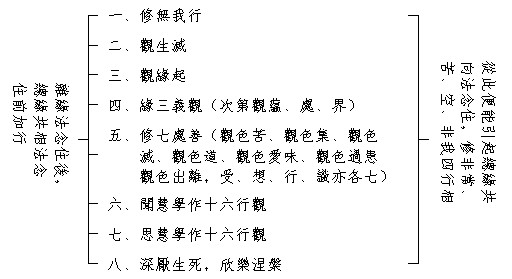 雜緣法念住後，
總緣共相法念
住前加行
一、修無我行
二、觀生滅
三、觀緣起
四、緣三義觀（次第觀蘊、處、界）
五、修七處善（觀色苦、觀色集、觀色
滅、觀色道、觀色愛味、觀色過患
觀色出離，受、想、行、識亦各七）
六、聞慧學作十六行觀
七、思慧學作十六行觀
八、深厭生死，欣樂涅槃
從此便能引起總緣共
向法念住，修非常、
苦、空、非我四行相